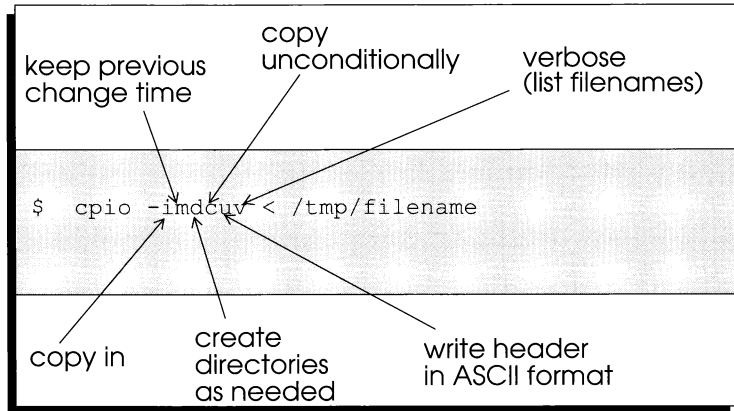 copy
unconditionally
keep previous
change time
verbose
(list filenames)
$ cpio -imdcuv < /tmp/filename
copy in
create
directories
as needed
write header
in ASCII format